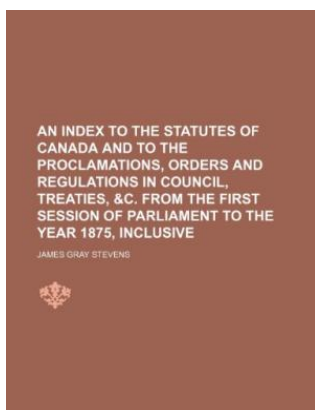 AN INDEX TO THE STATUTES OF
CANADA AND TO THE
PROCLAMATIONS, ORDERS AND
REGULATIONS IN COUNCIL,
TREATIES, &C. FROM THE FIRST
SESSION OF PARLIAMENT TO THE
YEAR 1875, INCLUSIVE
JAMES GRAY STEVENS